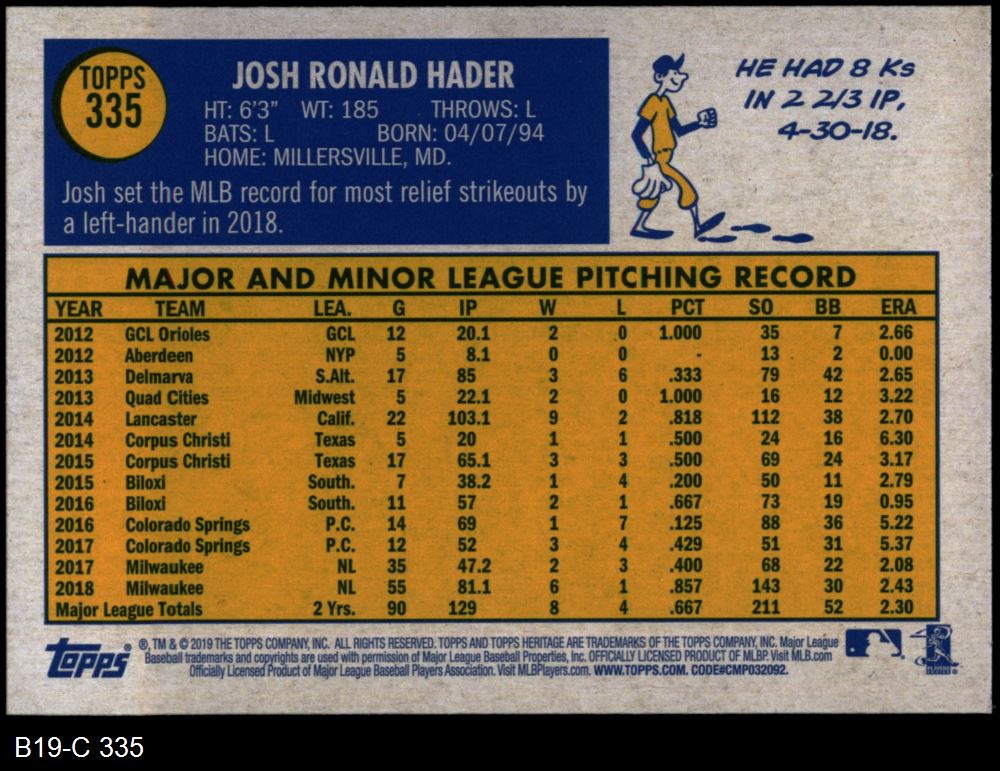 TOPPS
335
JOSH RONALD HADER
HT: 6'3" WT: 185 THROWS: L
BATS: L BORN: 04/07/94
HOME: MILLERSVILLE, MD.
Josh set the MLB record for most relief strikeouts by
a left-hander in 2018.
HE HAD 8 Ks
IN 2 2/3 IP,
4-30-18.
MAJOR AND MINOR LEAGUE PITCHING RECORD
YEAR TEAM LEA. G IP W L PCT SO BB ERA
2012 GCL Orioles GCL 12 20.1 2 0 1.000 35 7 2.66
2012 Aberdeen NYP 5 8.1 0 0 - 13 2 0.00
2013 Delmarva S.Alt. 17 85 3 6 .333 79 42 2.65
2013 Quad Cities Midwest 5 22.1 2 0 1.000 16 12 3.22
2014 Lancaster Calif. 22 103.1 9 2 .818 112 38 2.70
2014 Corpus Christi Texas 5 20 1 1 .500 24 16 6.30
2015 Corpus Christi Texas 17 65.1 3 3 .500 69 24 3.17
2015 Biloxi South. 7 38.2 1 4 .200 50 11 2.79
2016 Biloxi South. 11 57 2 1 .667 73 19 0.95
2016 Colorado Springs P.C. 14 69 1 7 .125 88 36 5.22
2017 Colorado Springs P.C. 12 52 3 4 .429 51 31 5.37
2017 Milwaukee NL 35 47.2 2 3 .400 68 22 2.08
2018 Milwaukee NL 55 81.1 6 1 .857 143 30 2.43
Major League Totals 2 Yrs. 90 129 8 4 .667 211 52 2.30
Topps ®, TM & © 2019 THE TOPPS COMPANY, INC. ALL RIGHTS RESERVED. TOPPS AND TOPPS HERITAGE ARE TRADEMARKS OF THE TOPPS COMPANY, INC. Major League
Baseball trademarks and copyrights are used with permission of Major League Baseball Properties, Inc. OFFICIALLY LICENSED PRODUCT OF MLBP. Visit MLB.com
Officially Licensed Product of Major League Baseball Players Association. Visit MLBPlayers.com. WWW.TOPPS.COM. CODE#CMP032092.
B19-C 335